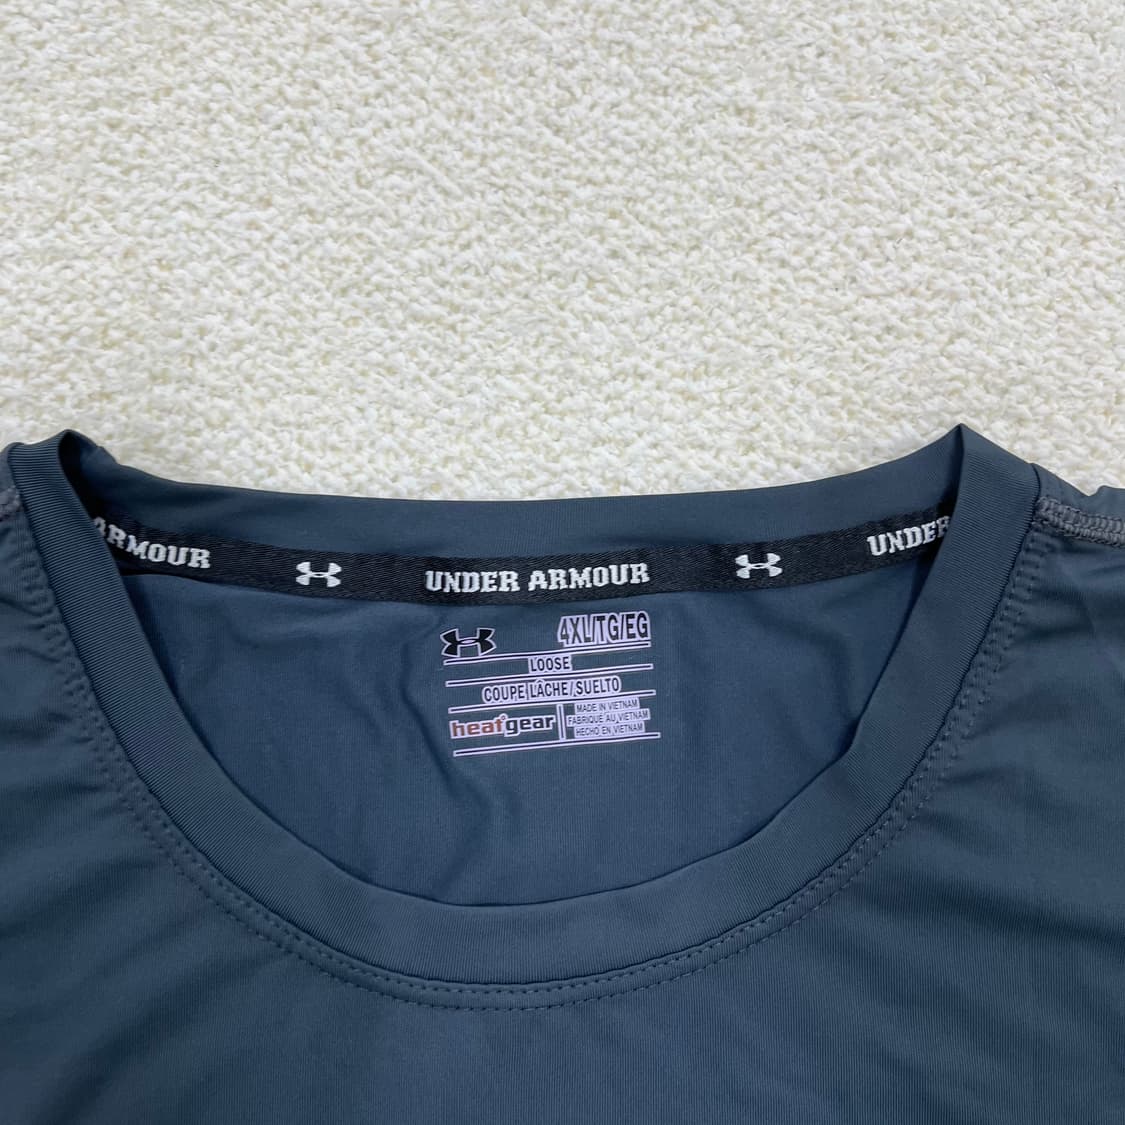 ARMOUR UNDER ARMOUR UNDER
4XL/TG/EG
LOOSE
COUPE LÂCHE/SUELTO
heatgear
MADE IN VIETNAM
FABRIQUÉ AU VIETNAM
HECHO EN VIETNAM